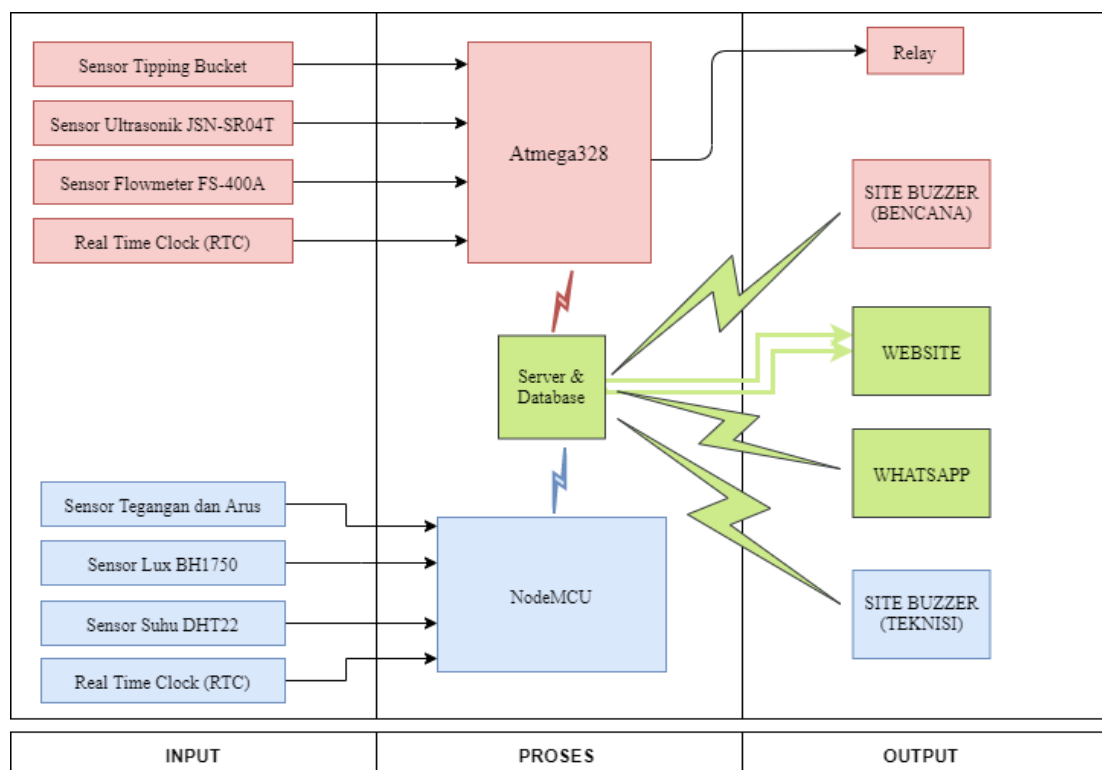 Sensor Tipping Bucket
Sensor Ultrasonik JSN-SR04T
Sensor Flowmeter FS-400A
Real Time Clock (RTC)
Atmega328
Relay
SITE BUZZER
(BENCANA)
Server &
Database
WEBSITE
WHATSAPP
Sensor Tegangan dan Arus
Sensor Lux BH1750
Sensor Suhu DHT22
Real Time Clock (RTC)
NodeMCU
SITE BUZZER
(TEKNISI)
INPUT
PROSES
OUTPUT